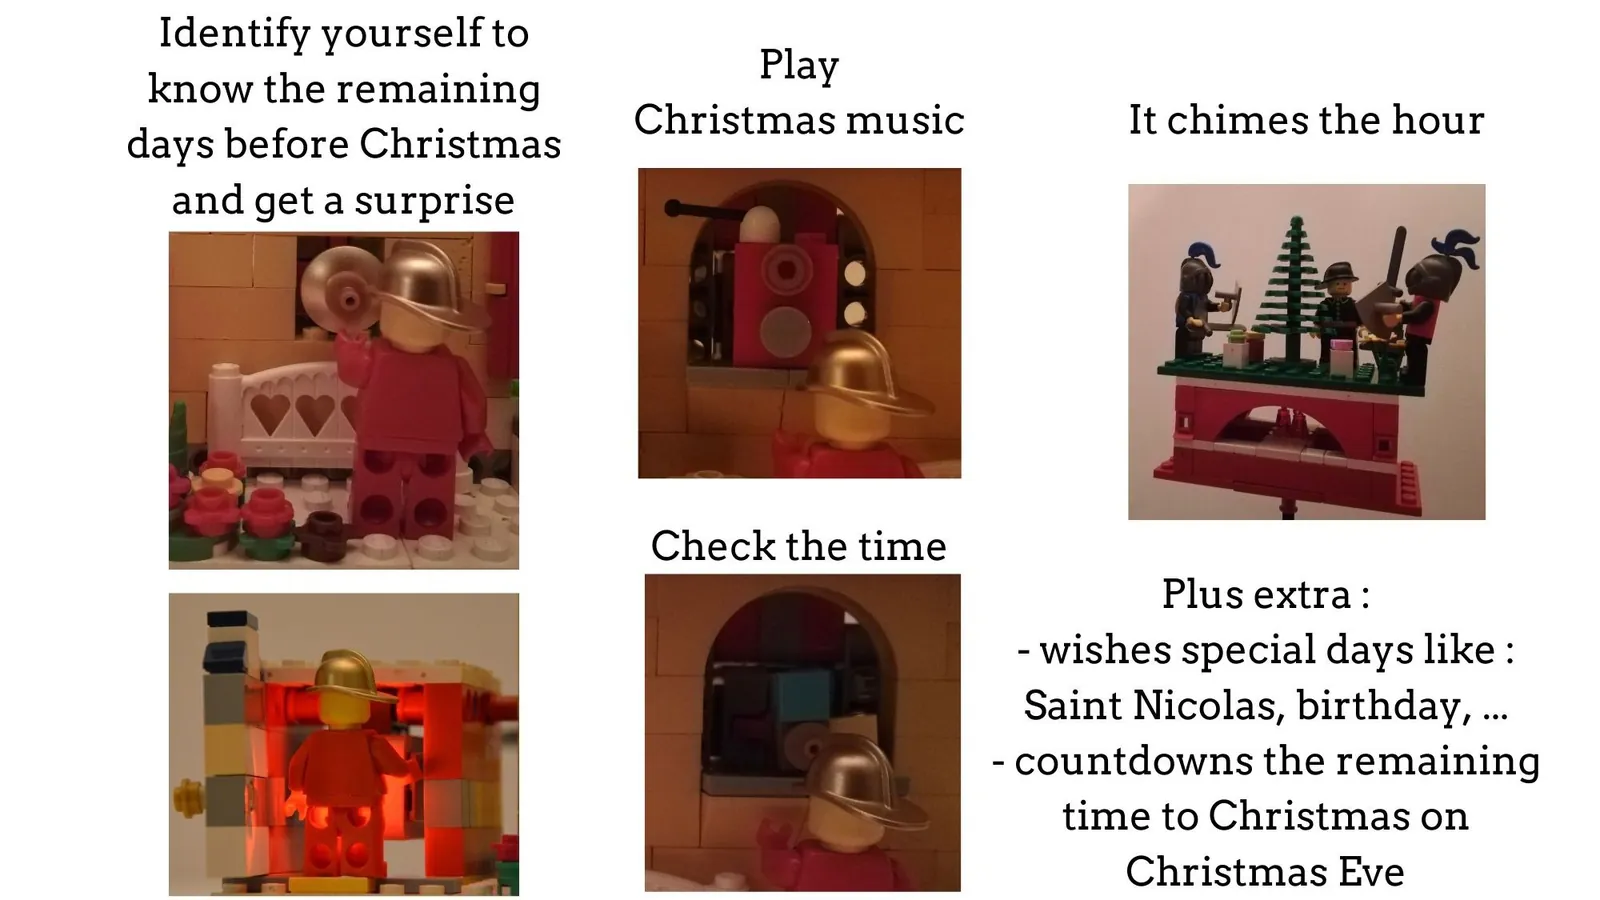 Identify yourself to
know the remaining
days before Christmas
and get a surprise
Play
Christmas music
Check the time
It chimes the hour
Plus extra :
- wishes special days like :
Saint Nicolas, birthday, ...
- countdowns the remaining
time to Christmas on
Christmas Eve